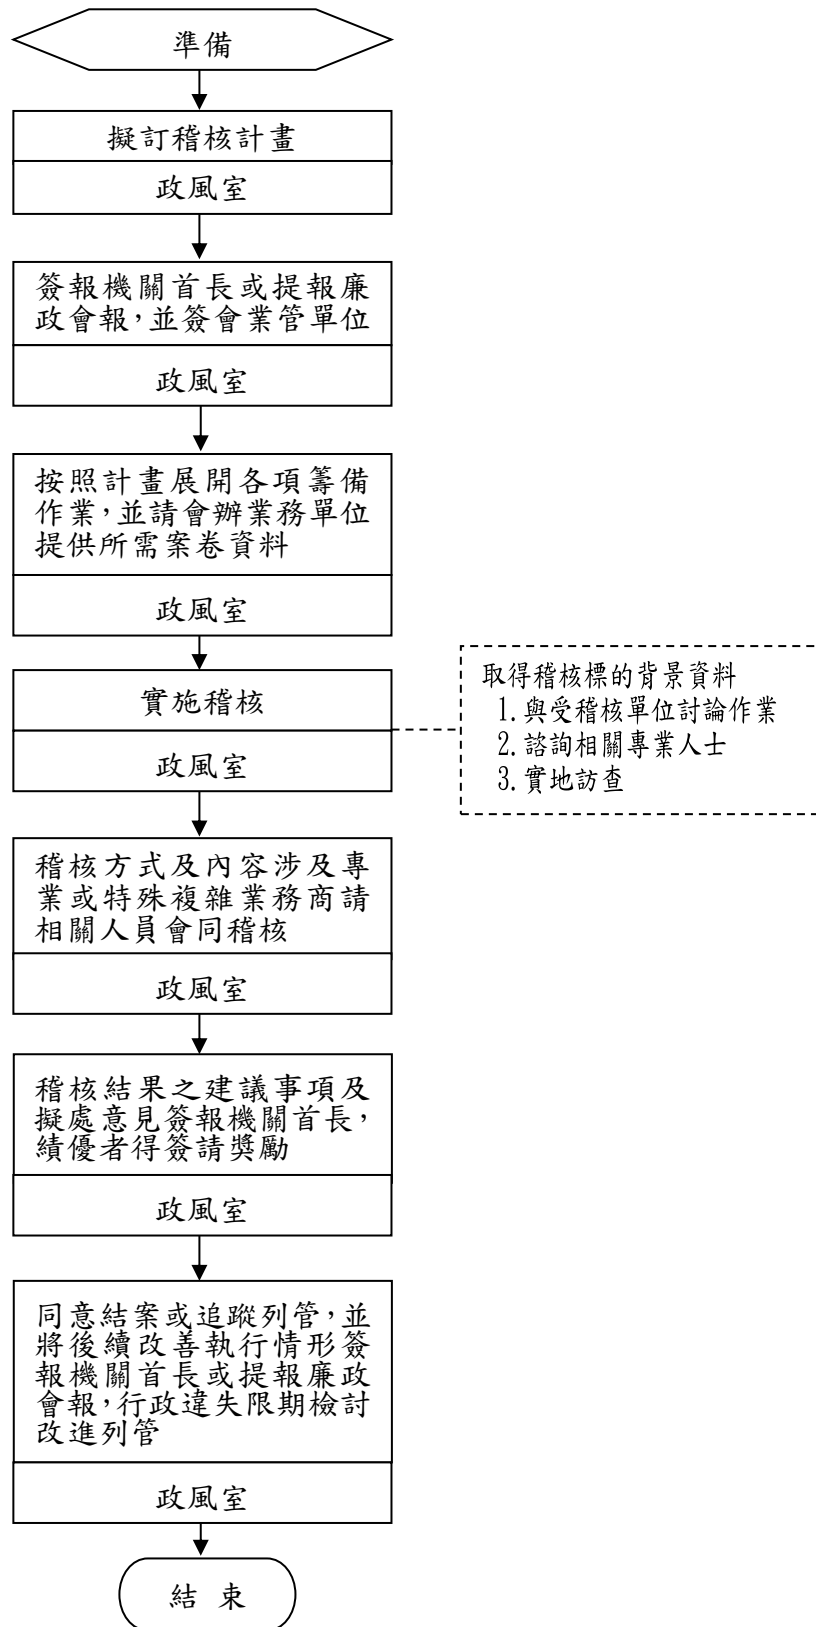 準備
擬訂稽核計畫
政風室
簽報機關首長或提報廉
政會報，並簽會業管單位
政風室
按照計畫展開各項籌備
作業，並請會辦業務單位
提供所需案卷資料
政風室
實施稽核
政風室
取得稽核標的背景資料
1.與受稽核單位討論作業
2.諮詢相關專業人士
3.實地訪查
稽核方式及內容涉及專
業或特殊複雜業務商請
相關人員會同稽核
政風室
稽核結果之建議事項及
擬處意見簽報機關首長，
績優者得簽請獎勵
政風室
同意結案或追蹤列管，並
將後續改善執行情形簽
報機關首長或提報廉政
會報，行政違失限期檢討
改進列管
政風室
結 束